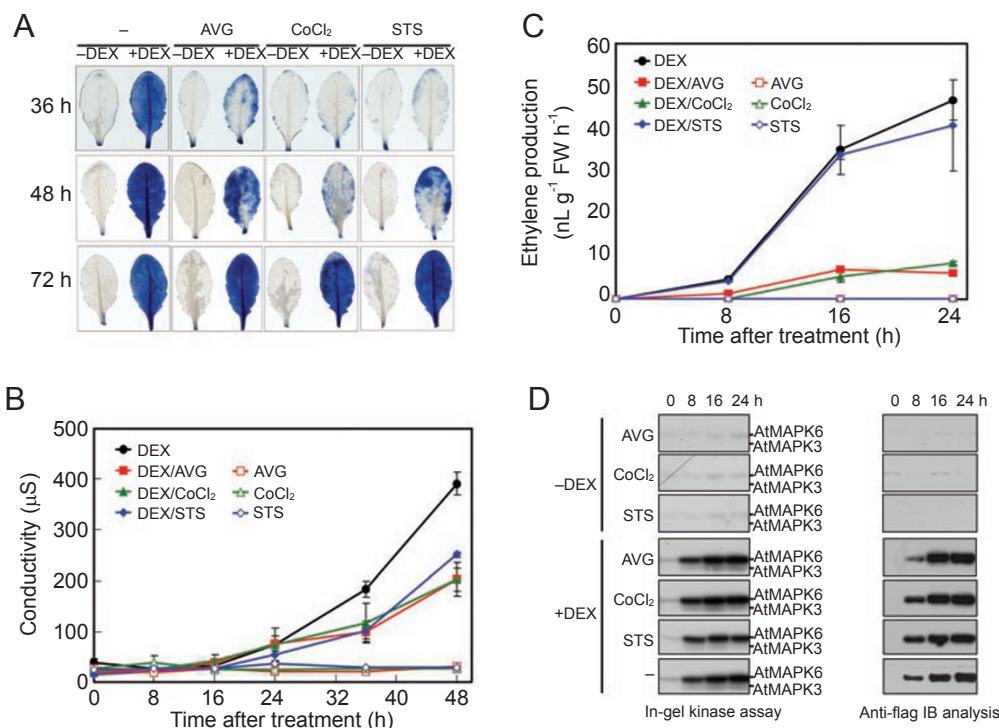 A
– AVG CoCl₂ STS
–DEX +DEX –DEX +DEX –DEX +DEX –DEX +DEX
36 h
48 h
72 h
B
500
400
300
200
100
0
Conductivity (μS)
DEX
DEX/AVG AVG
DEX/CoCl₂ CoCl₂
DEX/STS STS
0 8 16 24 32 40 48
Time after treatment (h)
C
60
50
40
30
20
10
0
Ethylene production
(nL g⁻¹ FW h⁻¹)
DEX
DEX/AVG AVG
DEX/CoCl₂ CoCl₂
DEX/STS STS
0 8 16 24
Time after treatment (h)
D
0 8 16 24 h 0 8 16 24 h
–DEX
AVG AtMAPK6
AtMAPK3
CoCl₂ AtMAPK6
AtMAPK3
STS AtMAPK6
AtMAPK3
+DEX
AVG AtMAPK6
AtMAPK3
CoCl₂ AtMAPK6
AtMAPK3
STS AtMAPK6
AtMAPK3
– AtMAPK6
AtMAPK3
In-gel kinase assay Anti-flag IB analysis